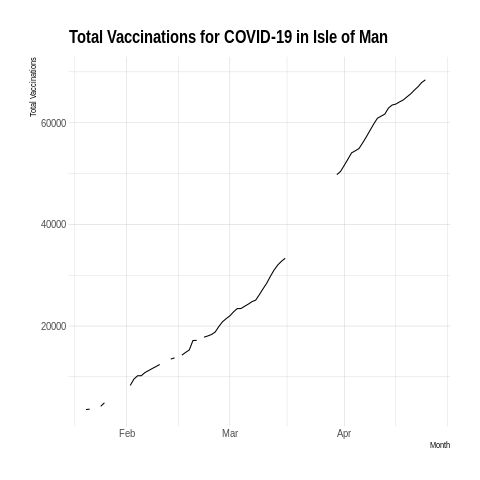 Total Vaccinations for COVID-19 in Isle of Man
Total Vaccinations
60000
40000
20000
Feb Mar Apr
Month